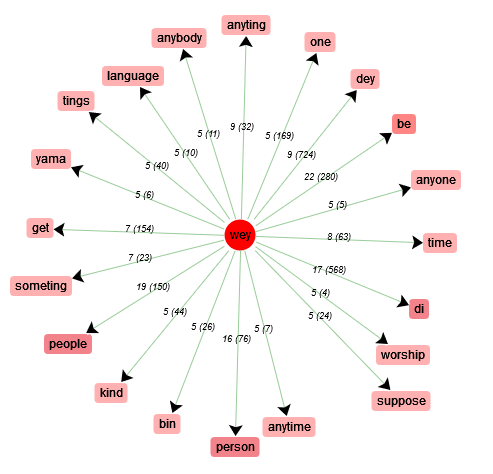 anyting
anybody
one
language
dey
tings
be
yama
anyone
get
wey
time
someting
di
people
worship
kind
suppose
bin
anytime
person
9 (32)
5 (11)
5 (169)
5 (10)
9 (724)
5 (40)
22 (280)
5 (6)
5 (5)
7 (154)
8 (63)
7 (23)
17 (568)
19 (150)
5 (4)
5 (44)
5 (24)
5 (26)
16 (76)
5 (7)